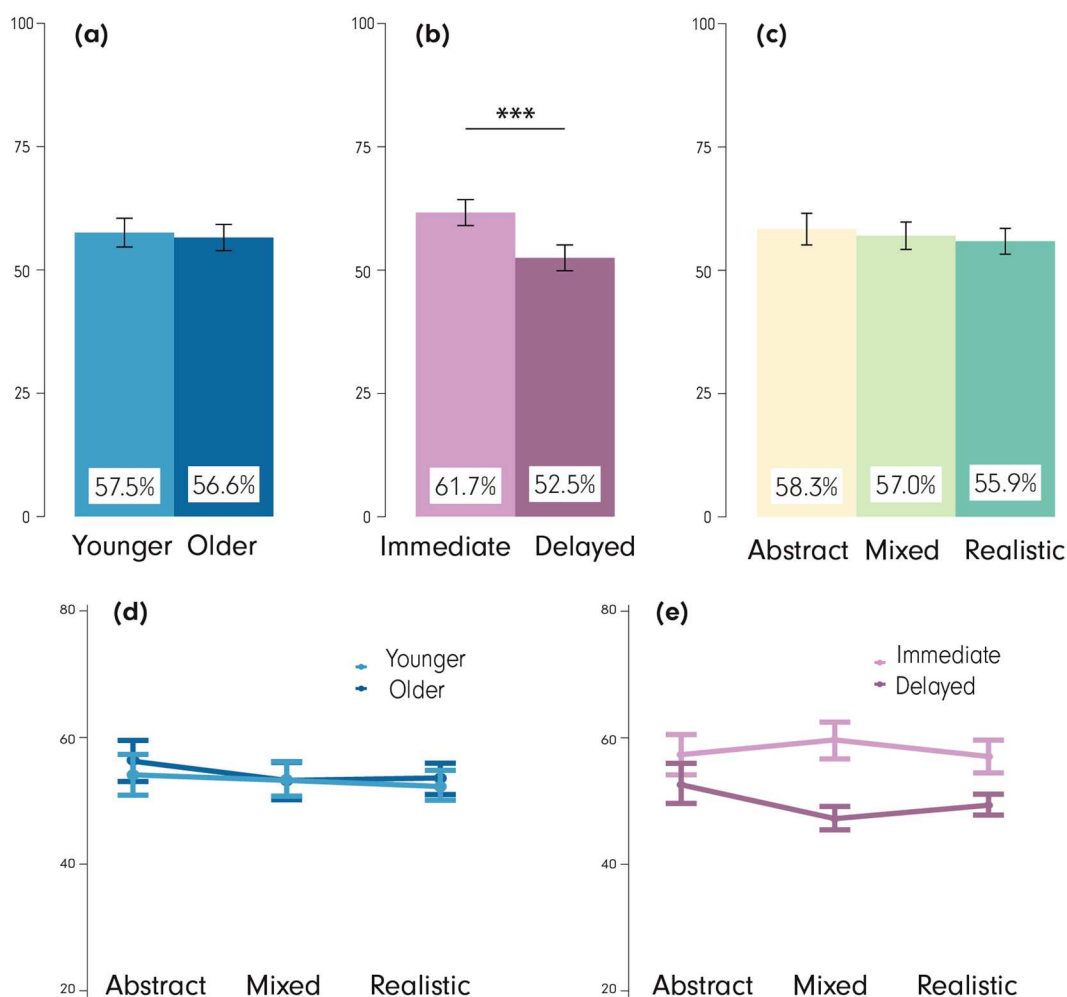 (a)
100
75
50
25
0
57.5%
56.6%
Younger
Older
(b)
100
75
50
25
0
***
61.7%
52.5%
Immediate
Delayed
(c)
100
75
50
25
0
58.3%
57.0%
55.9%
Abstract
Mixed
Realistic
(d)
80
60
40
20
Younger
Older
Abstract
Mixed
Realistic
(e)
80
60
40
20
Immediate
Delayed
Abstract
Mixed
Realistic